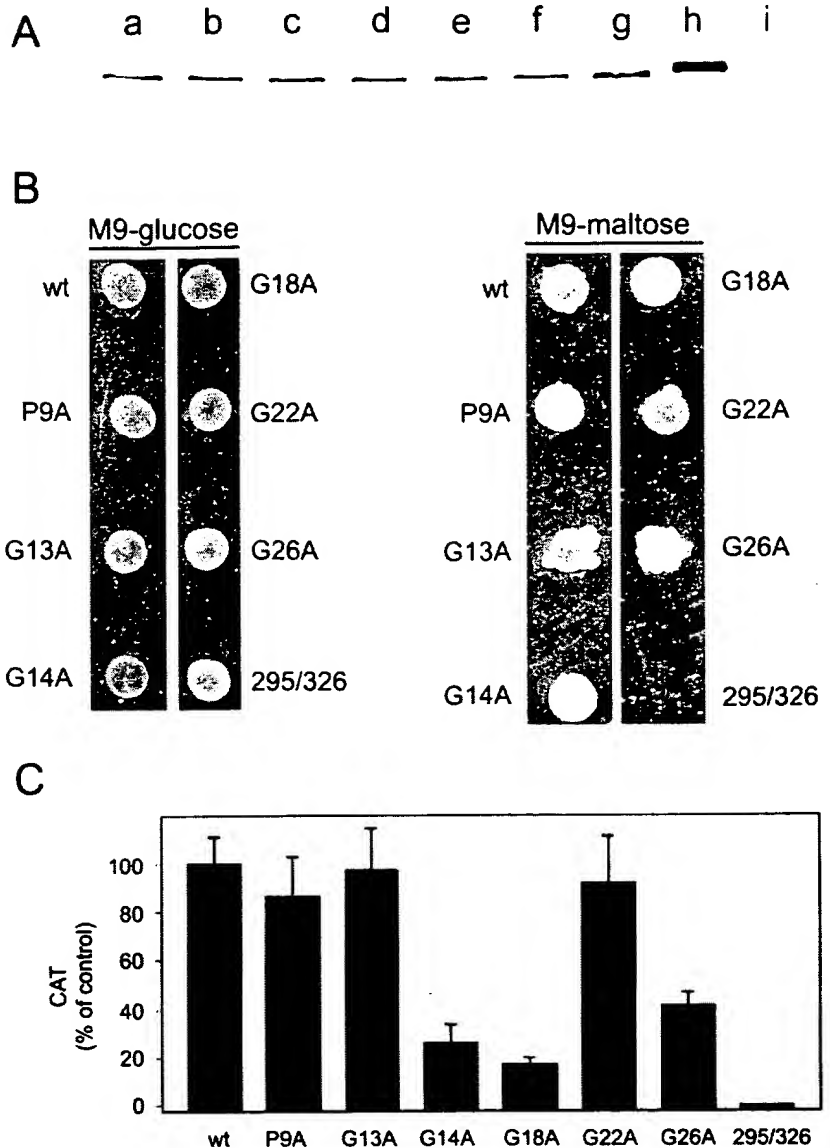 A
a b c d e f g h i
B
M9-glucose
M9-maltose
wt
G18A
wt
G18A
P9A
G22A
P9A
G22A
G13A
G26A
G13A
G26A
G14A
295/326
G14A
295/326
C
CAT
(% of control)
100
80
60
40
20
0
wt P9A G13A G14A G18A G22A G26A 295/326